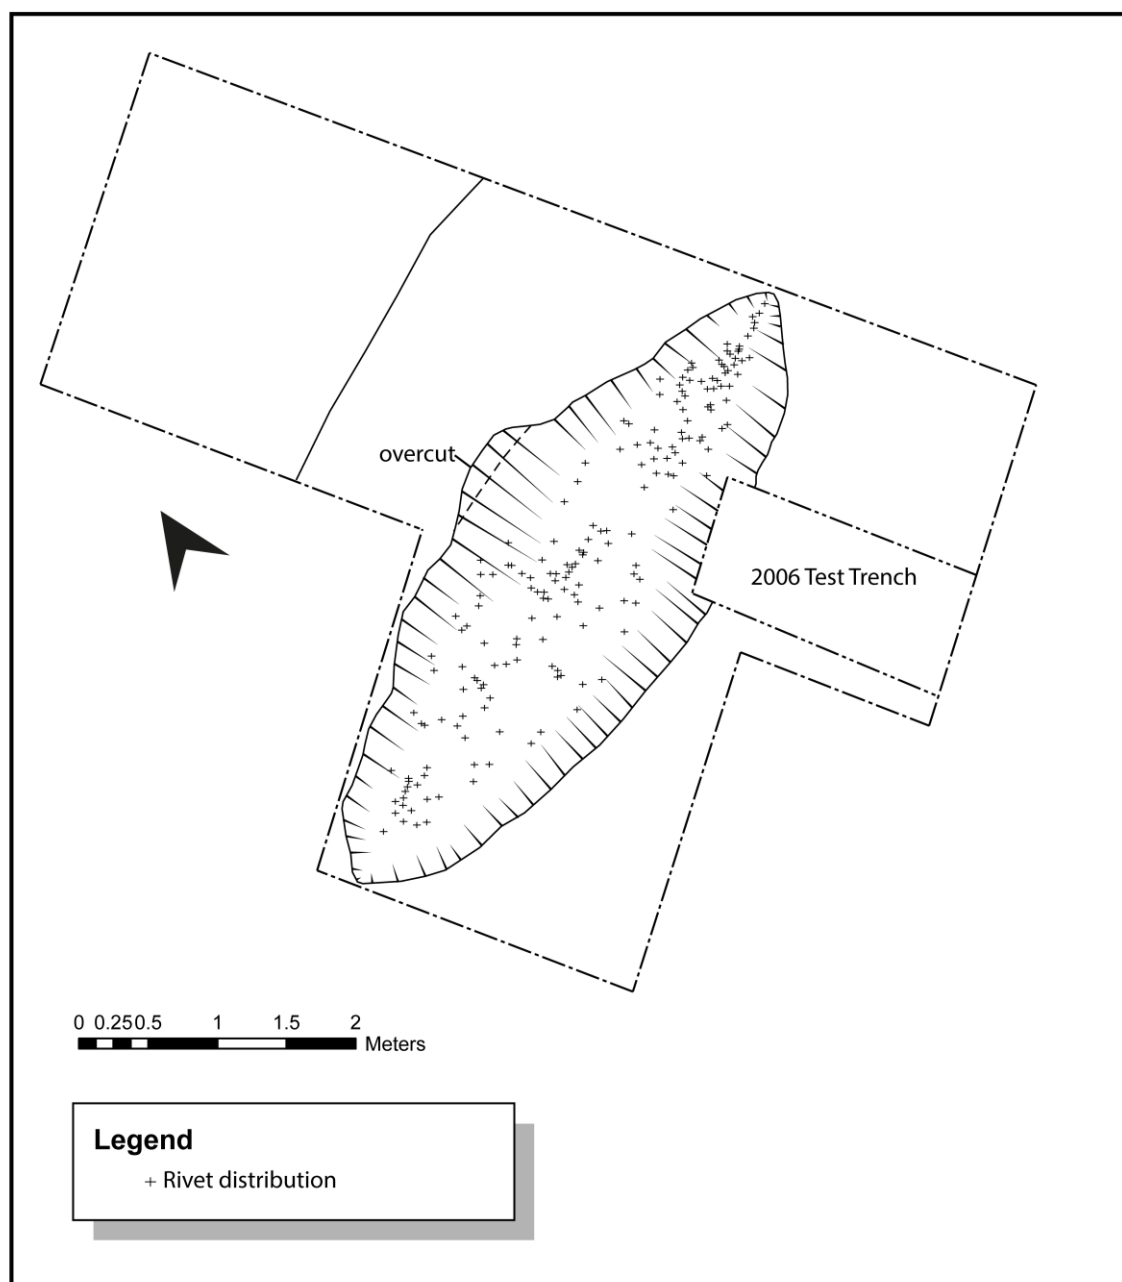 overcut
2006 Test Trench
0 0.25 0.5 1 1.5 2
Meters
Legend
+ Rivet distribution